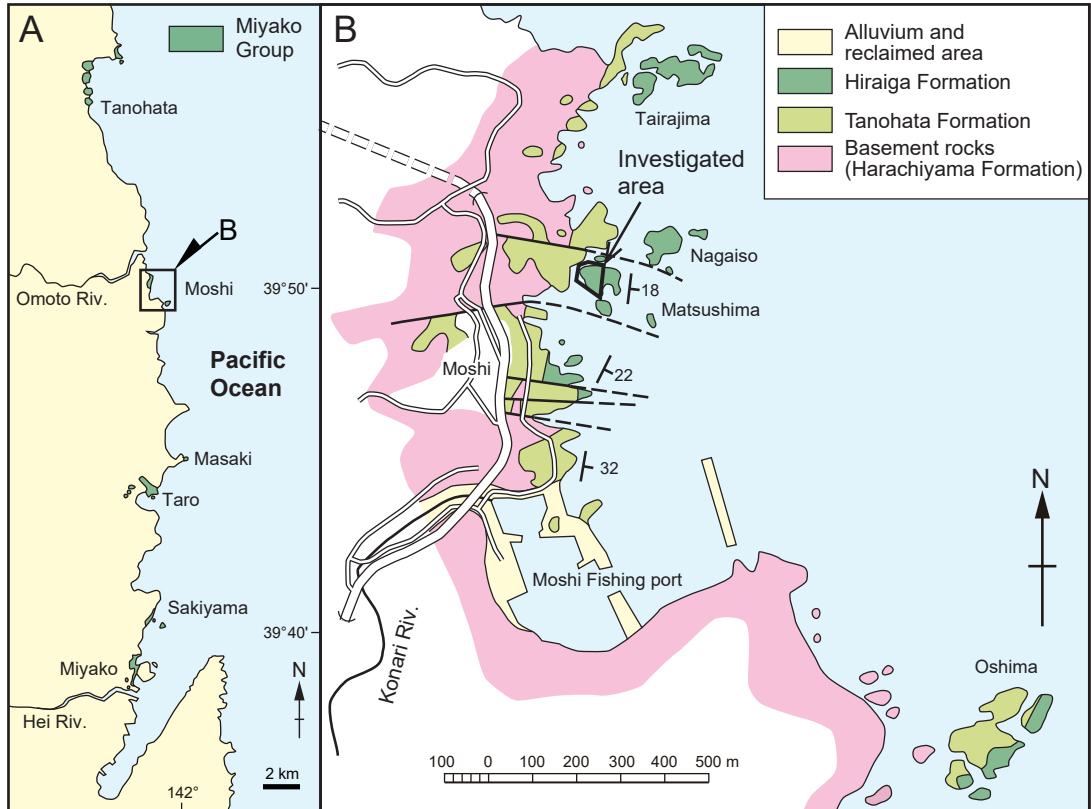 A
Miyako
Group
Tanohata
B
Omoto Riv.
Moshi
39°50'
Pacific
Ocean
Masaki
Taro
Sakiyama
39°40'
Miyako
N
Hei Riv.
2 km
142°
B
Alluvium and
reclaimed area
Hiraiga Formation
Tanohata Formation
Basement rocks
(Harachiyama Formation)
Tairajima
Investigated
area
Nagaiso
18
Matsushima
Moshi
22
32
N
Moshi Fishing port
Konari Riv.
Oshima
100 0 100 200 300 400 500 m